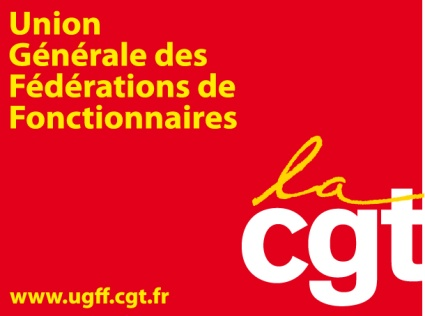 Union
Générale des
Fédérations de
Fonctionnaires
la
cgt
www.ugff.cgt.fr